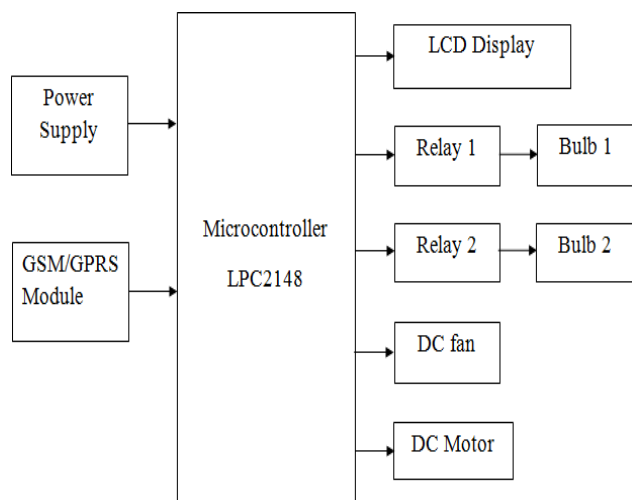 Power
Supply
GSM/GPRS
Module
Microcontroller
LPC2148
LCD Display
Relay 1
Bulb 1
Relay 2
Bulb 2
DC fan
DC Motor